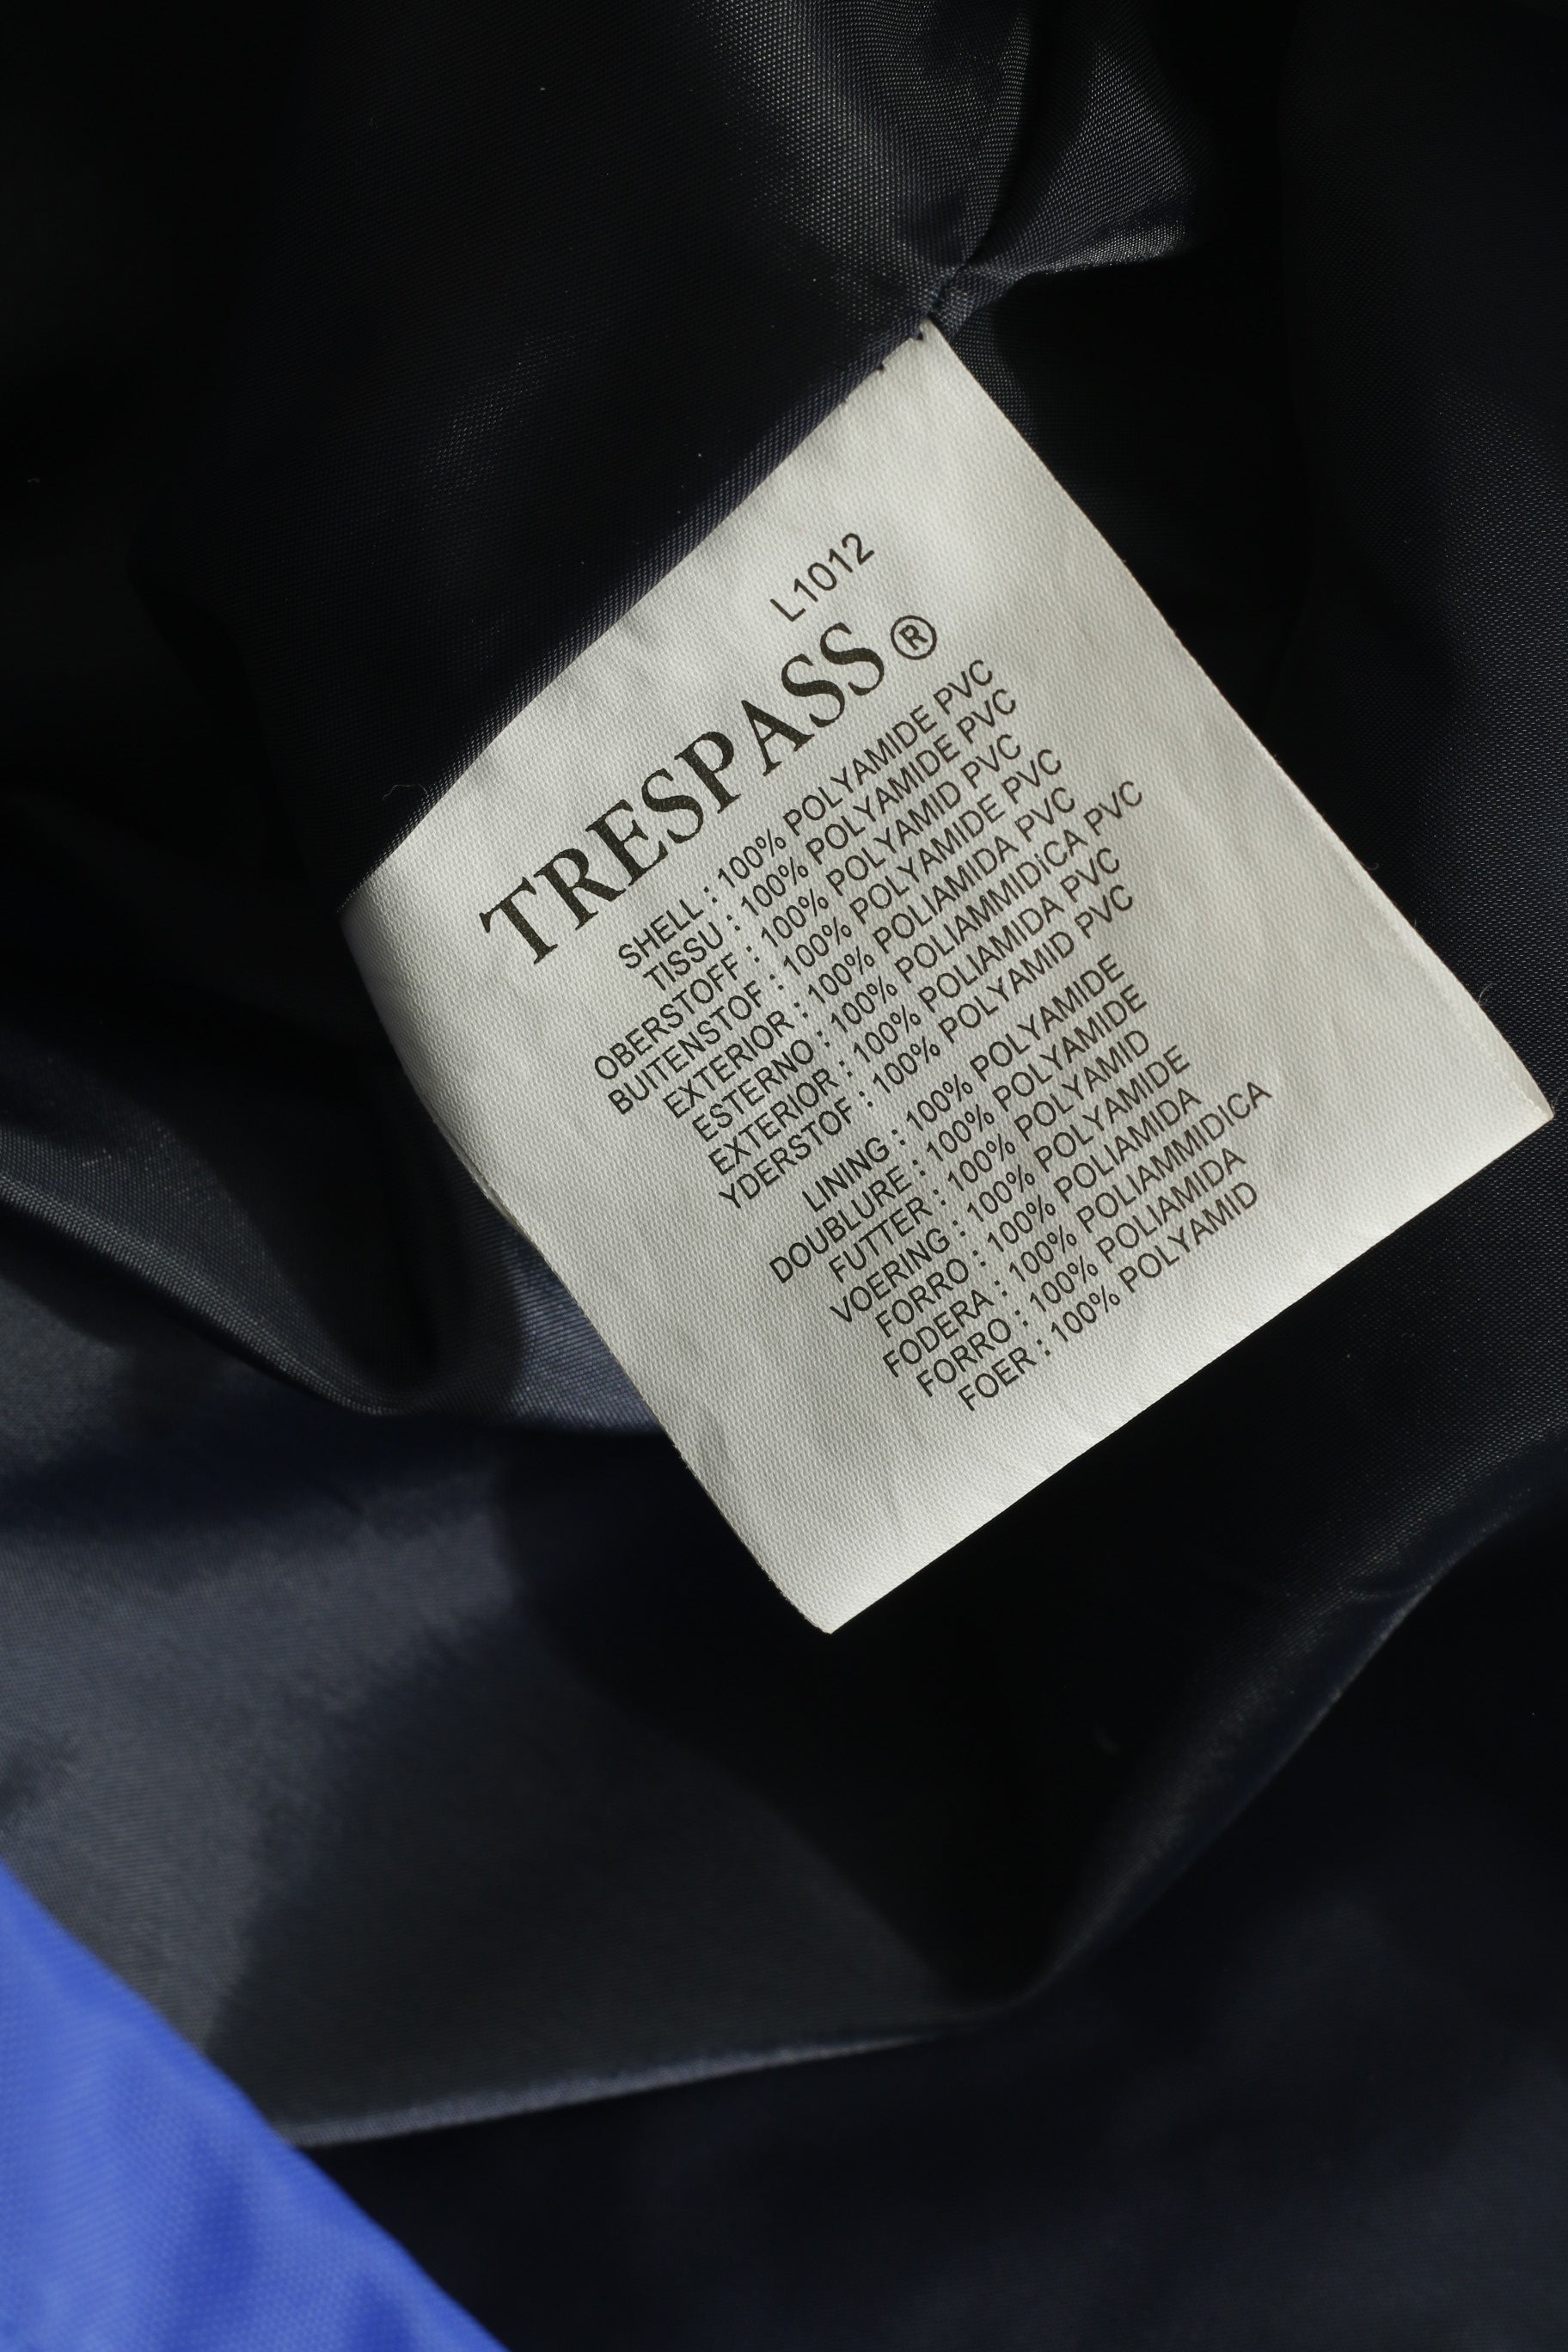 L1012
TRESPASS ®
SHELL : 100% POLYAMIDE PVC
TISSU : 100% POLYAMIDE PVC
OBERSTOFF : 100% POLYAMID PVC
BUITENSTOF : 100% POLYAMIDE PVC
EXTERIOR : 100% POLIAMIDA PVC
ESTERNO : 100% POLIAMMIDiCA PVC
EXTERIOR : 100% POLIAMIDA PVC
YDERSTOF : 100% POLYAMID PVC
LINING : 100% POLYAMIDE
DOUBLURE : 100% POLYAMIDE
FUTTER : 100% POLYAMID
VOERING : 100% POLYAMIDE
FORRO : 100% POLIAMIDA
FODERA : 100% POLIAMMIDICA
FORRO : 100% POLIAMIDA
FOER : 100% POLYAMID